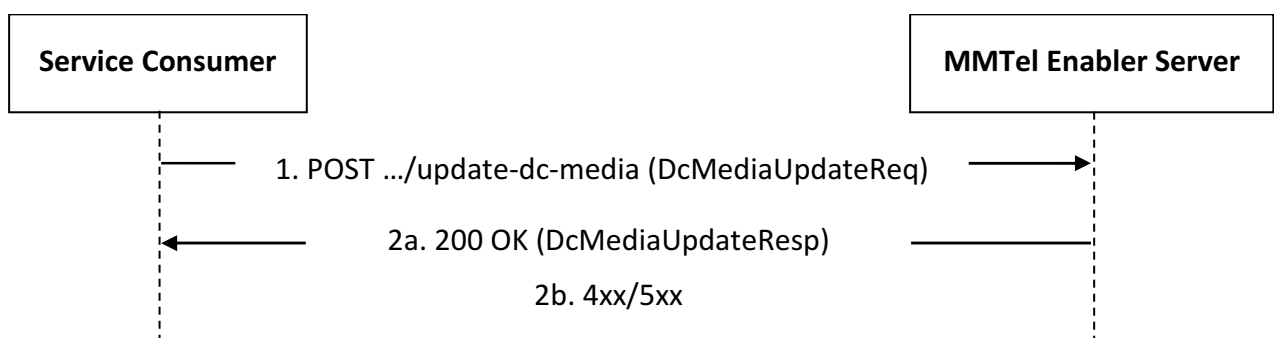 Service Consumer
MMTel Enabler Server
1. POST …/update-dc-media (DcMediaUpdateReq)
2a. 200 OK (DcMediaUpdateResp)
2b. 4xx/5xx